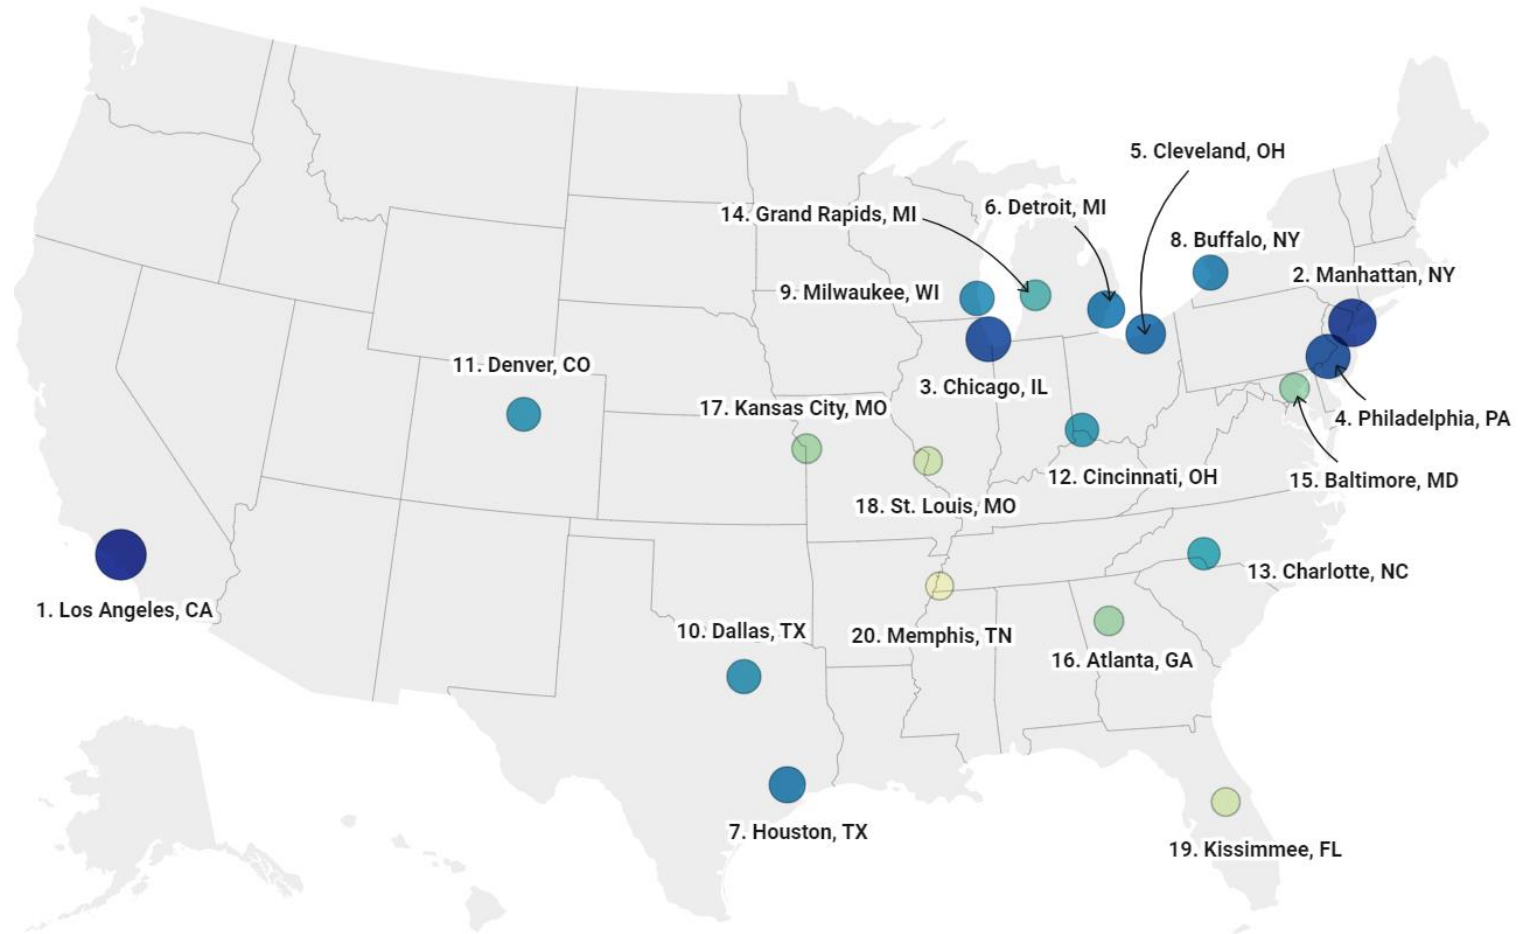 5. Cleveland, OH
14. Grand Rapids, MI
6. Detroit, MI
8. Buffalo, NY
2. Manhattan, NY
9. Milwaukee, WI
11. Denver, CO
3. Chicago, IL
17. Kansas City, MO
4. Philadelphia, PA
12. Cincinnati, OH
15. Baltimore, MD
18. St. Louis, MO
13. Charlotte, NC
1. Los Angeles, CA
10. Dallas, TX
20. Memphis, TN
16. Atlanta, GA
7. Houston, TX
19. Kissimmee, FL